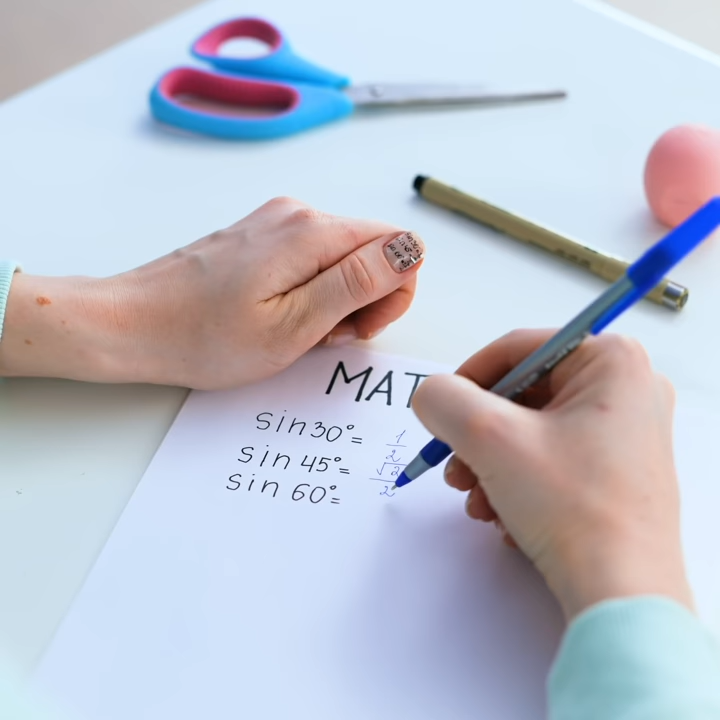 MAT
sin30°= 1/2
sin 45°= √2/2
sin 60°=